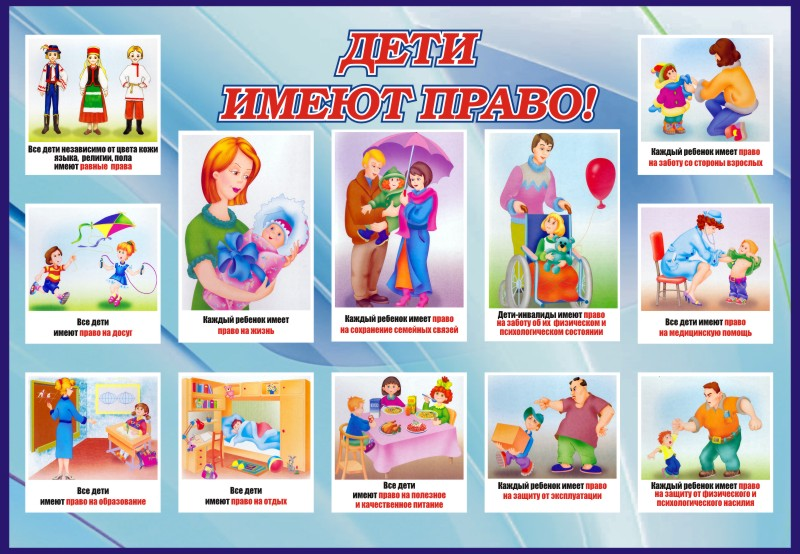 ДЕТИ
ИМЕЮТ ПРАВО!
Все дети независимо от цвета кожи
языка, религии, пола
имеют равные права
Каждый ребенок имеет право
на заботу со стороны взрослых
Все дети
имеют право на досуг
Каждый ребенок имеет
право на жизнь
Каждый ребенок имеет право
на сохранение семейных связей
Дети-инвалиды имеют право
на заботу об их физическом и
психологическом состоянии
Все дети имеют право
на медицинскую помощь
Все дети
имеют право на образование
Все дети
имеют право на отдых
Все дети
имеют право на полезное
и качественное питание
Каждый ребенок имеет право
на защиту от эксплуатации
Каждый ребенок имеет право
на защиту от физического и
психологического насилия